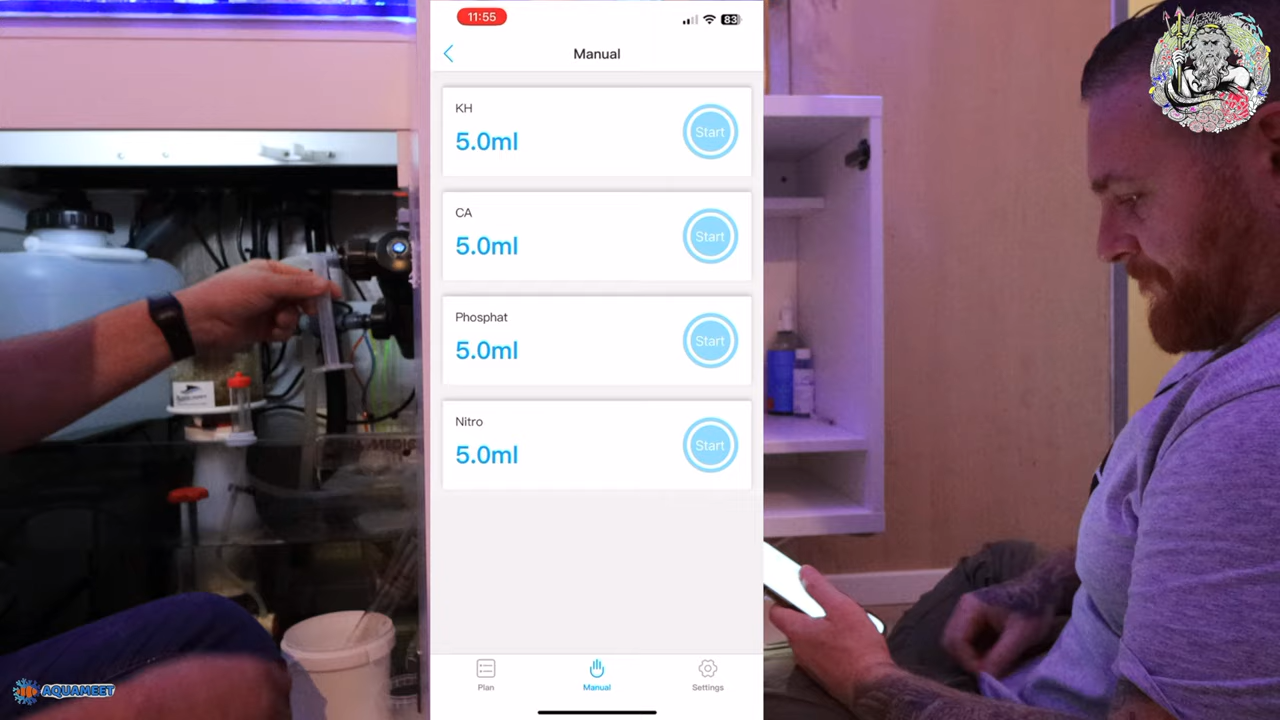 11:55
83
Manual
KH
5.0ml
Start
CA
5.0ml
Start
Phosphat
5.0ml
Start
Nitro
5.0ml
Start
Plan
Manual
Settings
AQUAMEET